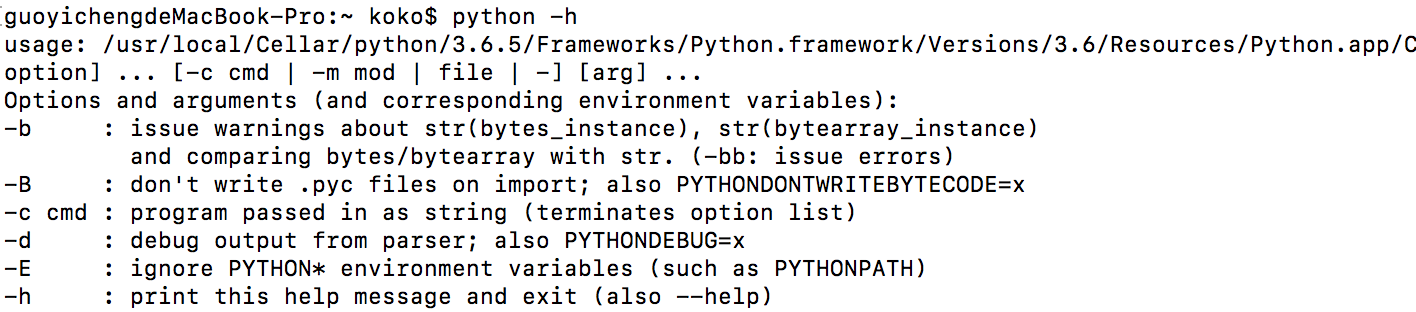 guoyichengdeMacBook-Pro:~ koko$ python -h
usage: /usr/local/Cellar/python/3.6.5/Frameworks/Python.framework/Versions/3.6/Resources/Python.app/C
option] ... [-c cmd | -m mod | file | -] [arg] ...
Options and arguments (and corresponding environment variables):
-b     : issue warnings about str(bytes_instance), str(bytearray_instance)
         and comparing bytes/bytearray with str. (-bb: issue errors)
-B     : don't write .pyc files on import; also PYTHONDONTWRITEBYTECODE=x
-c cmd : program passed in as string (terminates option list)
-d     : debug output from parser; also PYTHONDEBUG=x
-E     : ignore PYTHON* environment variables (such as PYTHONPATH)
-h     : print this help message and exit (also --help)